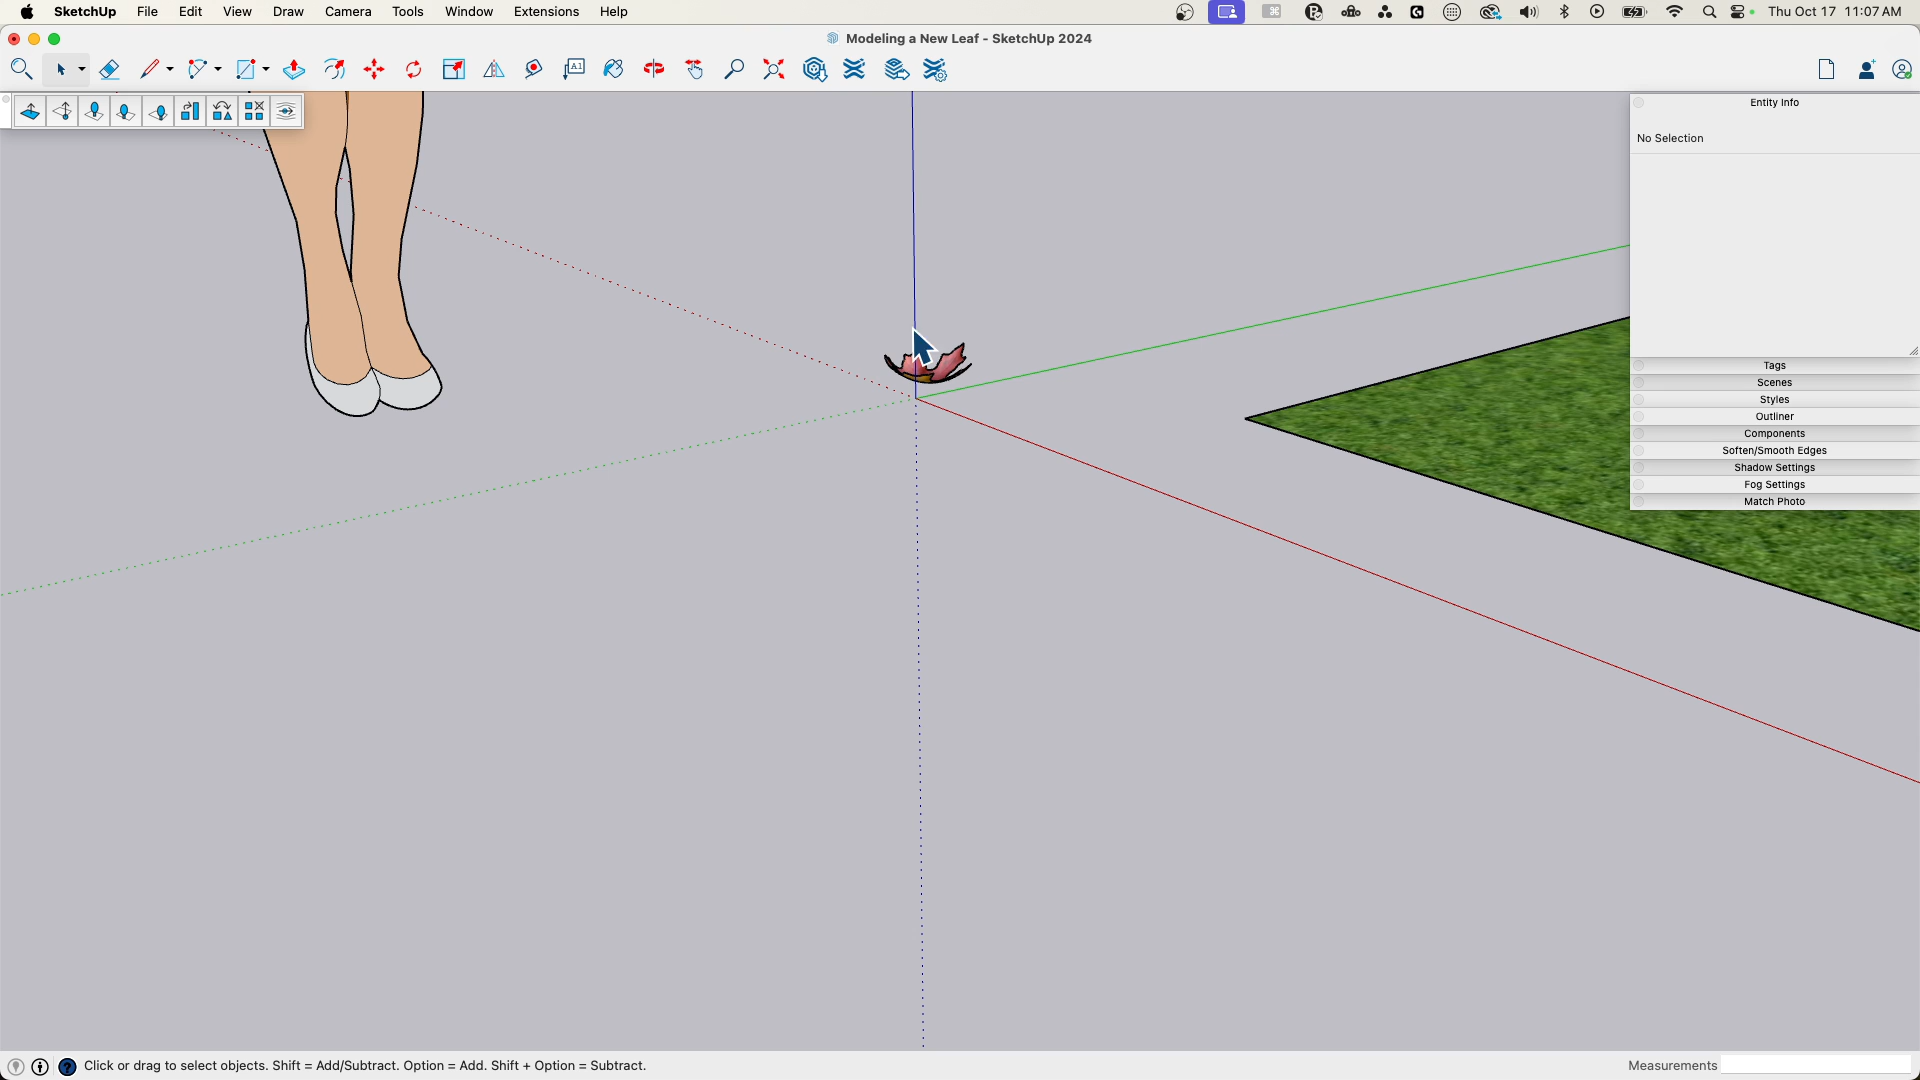 SketchUp File Edit View Draw Camera Tools Window Extensions Help Thu Oct 17 11:07 AM
Modeling a New Leaf - SketchUp 2024
A1
Entity Info
No Selection
Tags
Scenes
Styles
Outliner
Components
Soften/Smooth Edges
Shadow Settings
Fog Settings
Match Photo
Click or drag to select objects. Shift = Add/Subtract. Option = Add. Shift + Option = Subtract.
Measurements